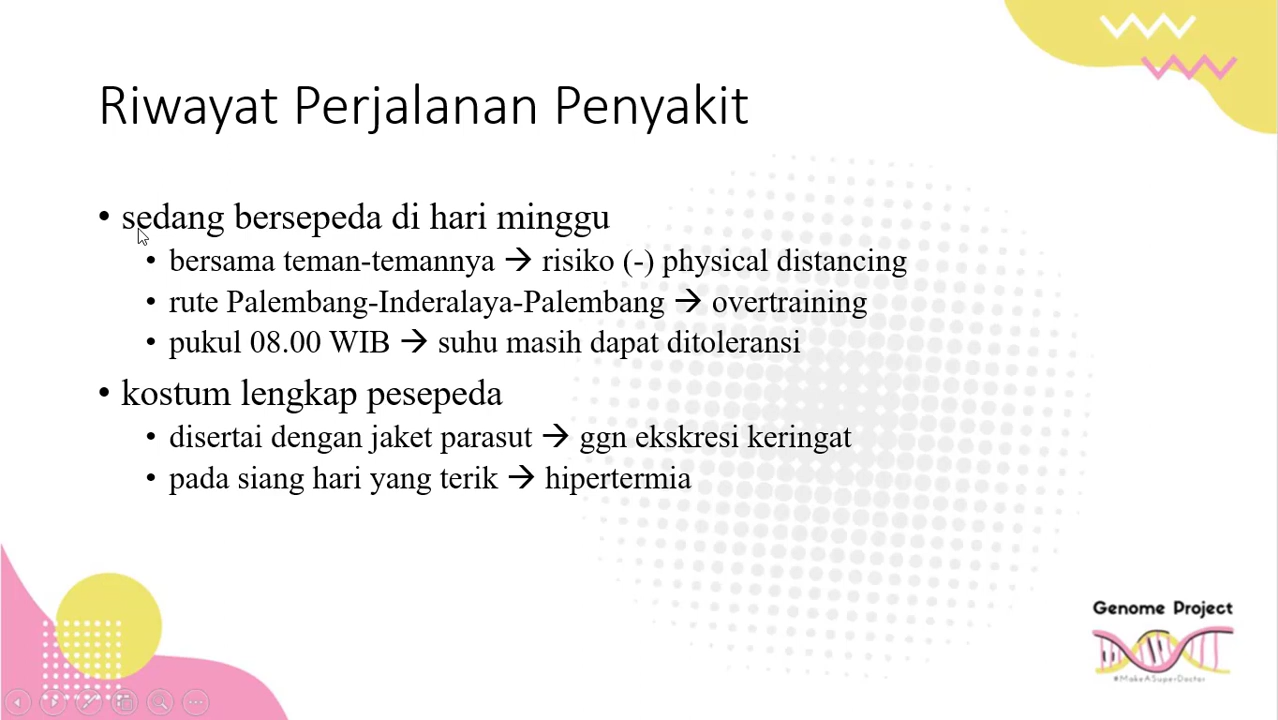 Riwayat Perjalanan Penyakit
• sedang bersepeda di hari minggu
• bersama teman-temannya → risiko (-) physical distancing
• rute Palembang-Inderalaya-Palembang → overtraining
• pukul 08.00 WIB → suhu masih dapat ditoleransi
• kostum lengkap pesepeda
• disertai dengan jaket parasut → ggn ekskresi keringat
• pada siang hari yang terik → hipertermia
Genome Project
#MakeASuperDoctor